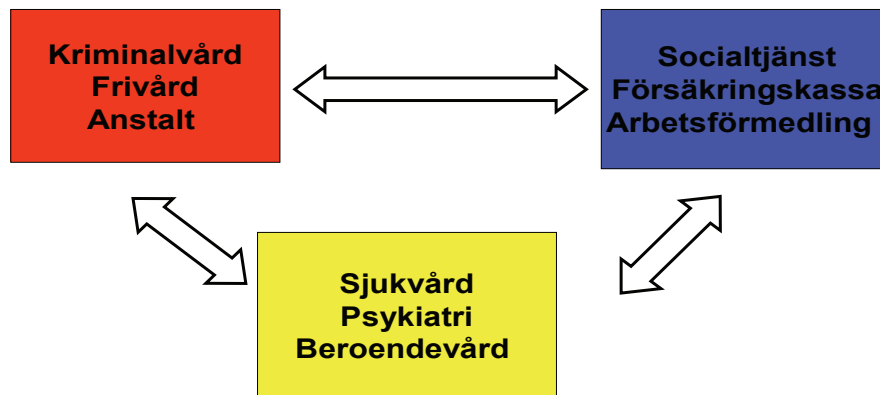 Kriminalvård
Frivård
Anstalt
Socialtjänst
Försäkringskassa
Arbetsförmedling
Sjukvård
Psykiatri
Beroendevård